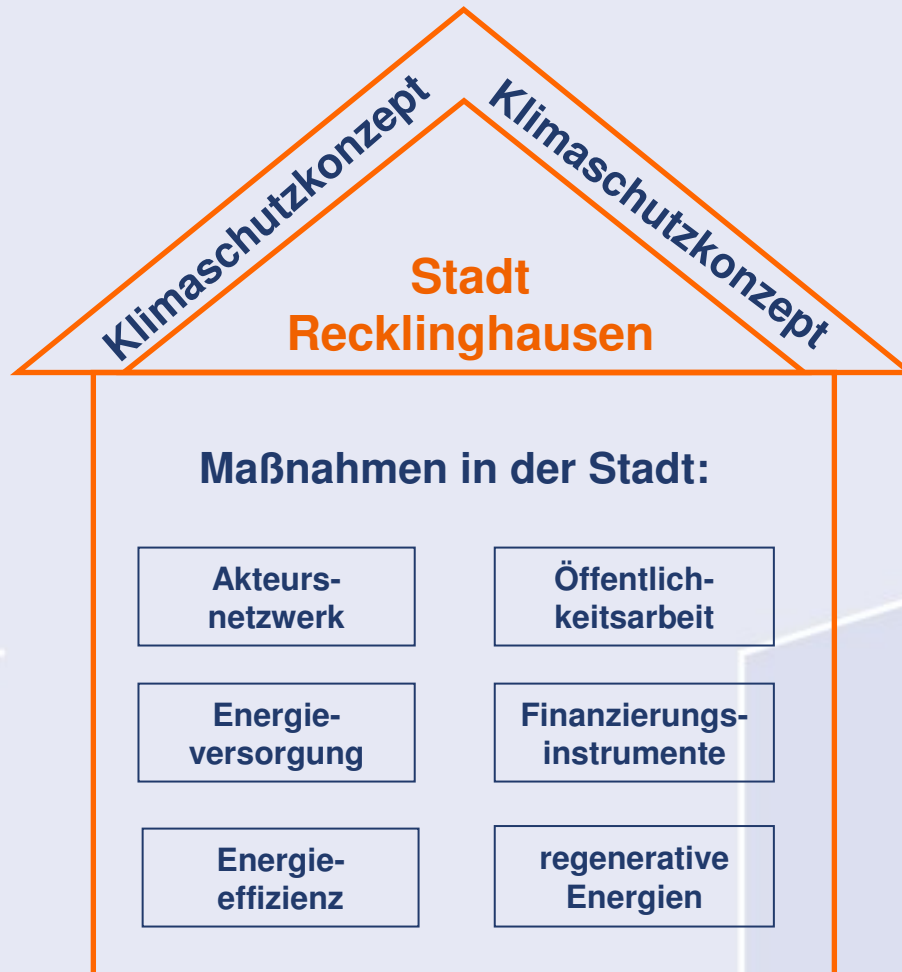 Klimaschutzkonzept
Klimaschutzkonzept
Stadt
Recklinghausen
Maßnahmen in der Stadt:
Akteurs-
netzwerk
Öffentlich-
keitsarbeit
Energie-
versorgung
Finanzierungs-
instrumente
Energie-
effizienz
regenerative
Energien